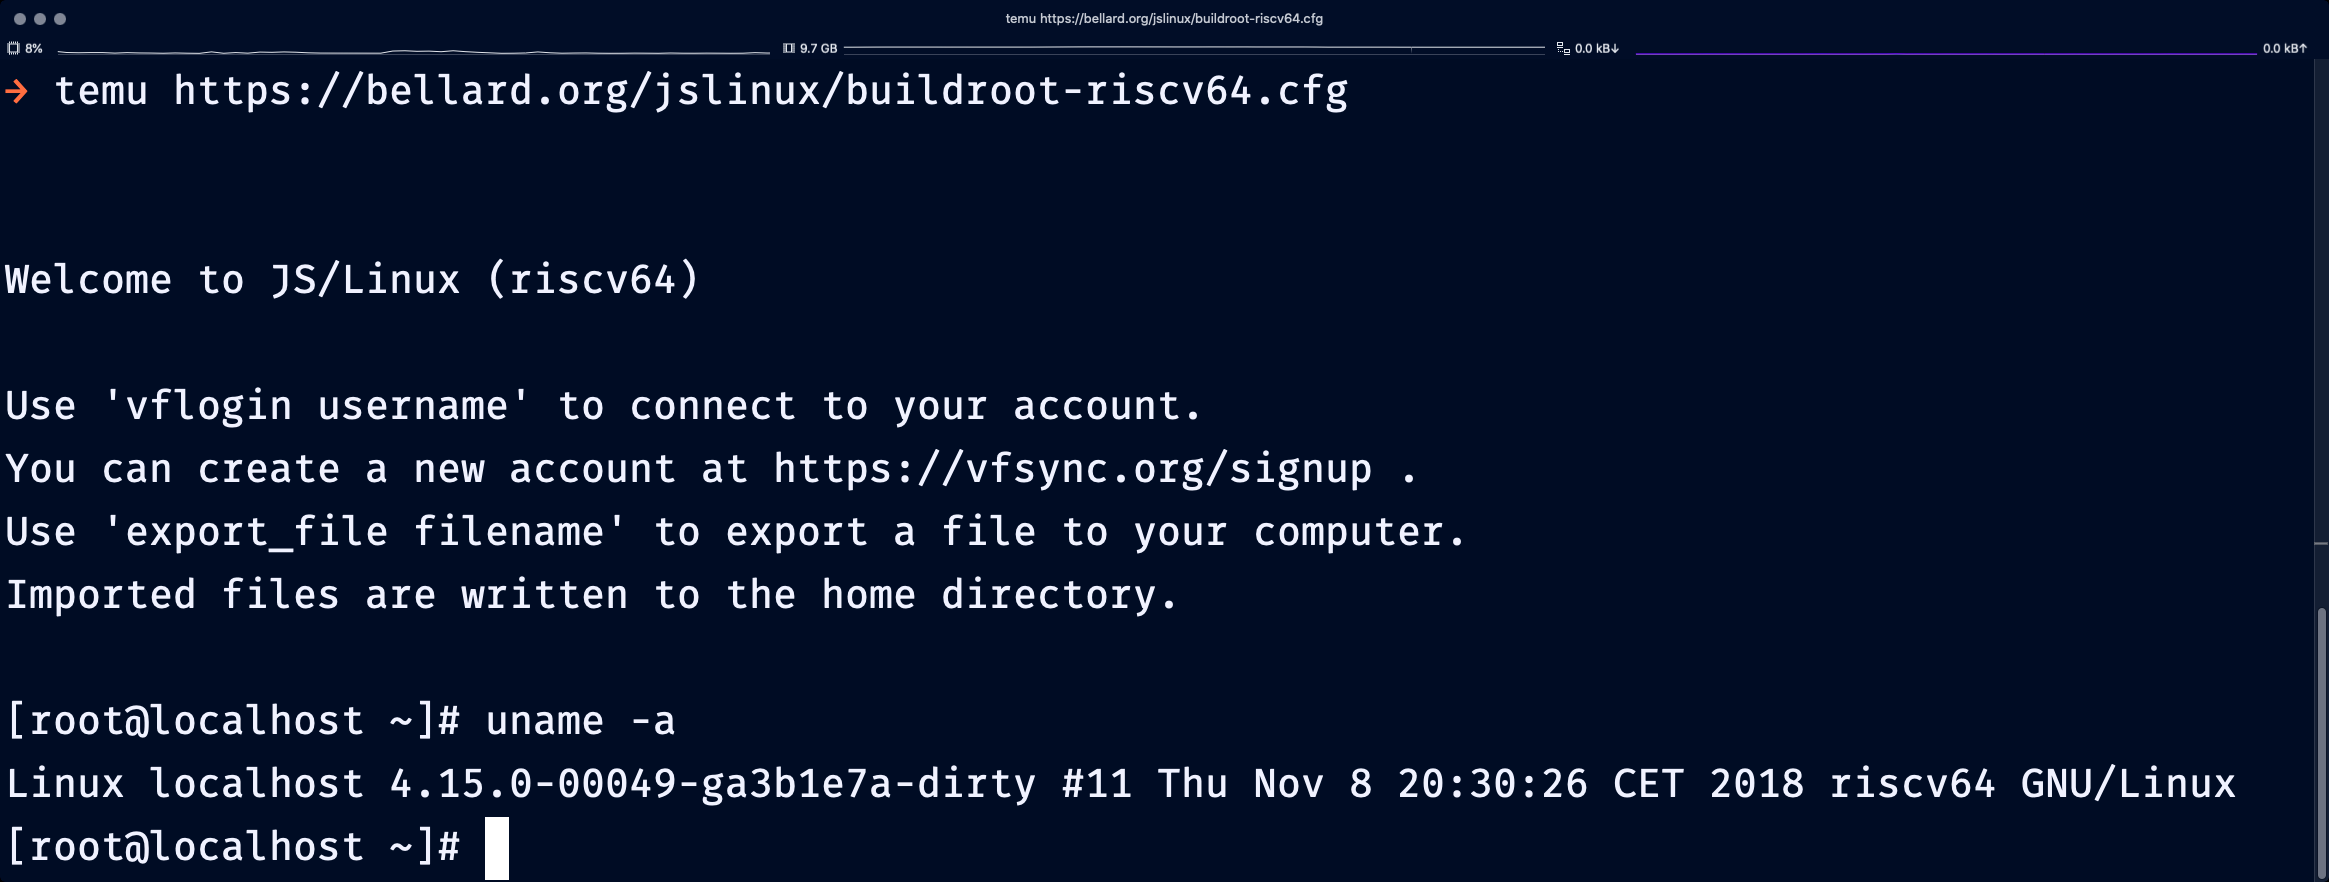 temu https://bellard.org/jslinux/buildroot-riscv64.cfg
8% 9.7 GB 0.0 kB↓ 0.0 kB↑
→ temu https://bellard.org/jslinux/buildroot-riscv64.cfg
Welcome to JS/Linux (riscv64)
Use 'vflogin username' to connect to your account.
You can create a new account at https://vfsync.org/signup .
Use 'export_file filename' to export a file to your computer.
Imported files are written to the home directory.
[root@localhost ~]# uname -a
Linux localhost 4.15.0-00049-ga3b1e7a-dirty #11 Thu Nov 8 20:30:26 CET 2018 riscv64 GNU/Linux
[root@localhost ~]#